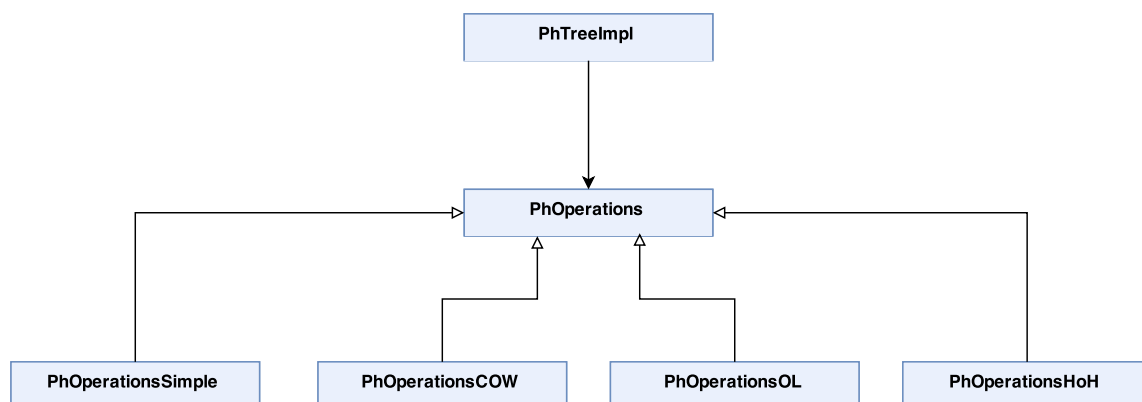 PhTreeImpl
PhOperations
PhOperationsSimple
PhOperationsCOW
PhOperationsOL
PhOperationsHoH